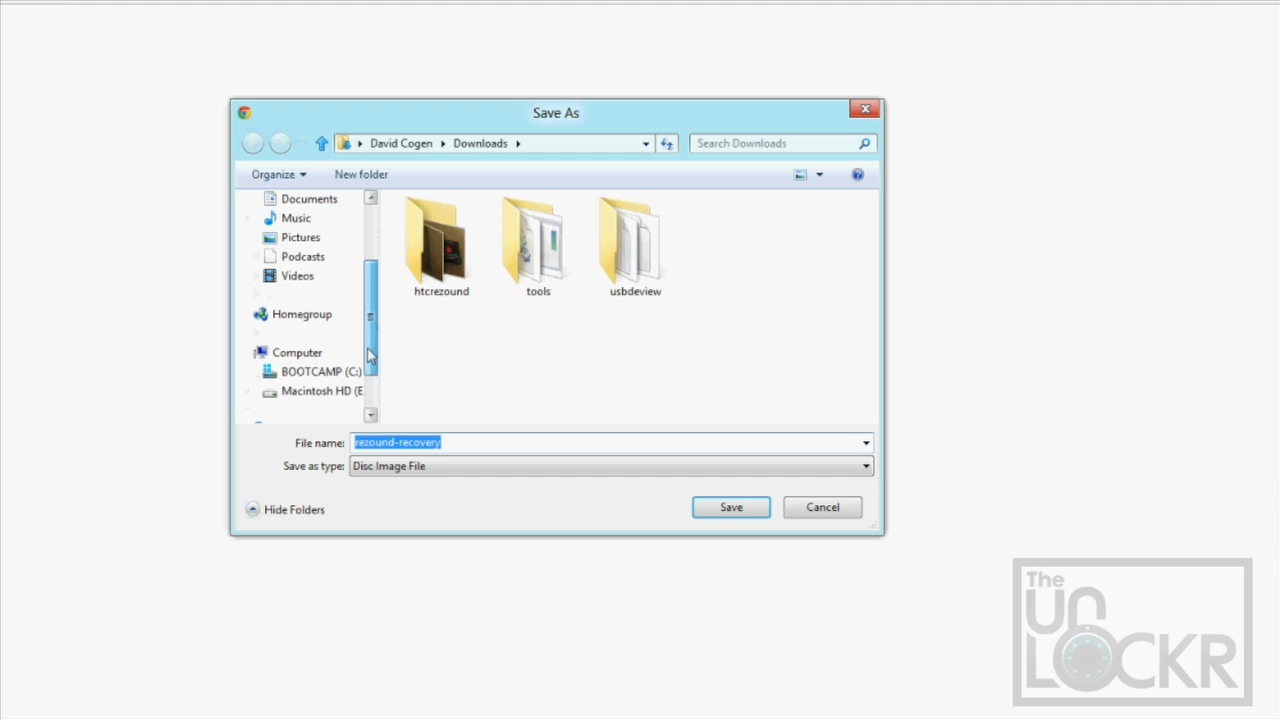 Save As
David Cogen Downloads
Search Downloads
Organize New folder
Documents
Music
Pictures
Podcasts
Videos
Homegroup
Computer
BOOTCAMP (C:)
Macintosh HD (E
htcrezound tools usbdeview
File name: rezound-recovery
Save as type: Disc Image File
Hide Folders Save Cancel
The
UN
LOCKR